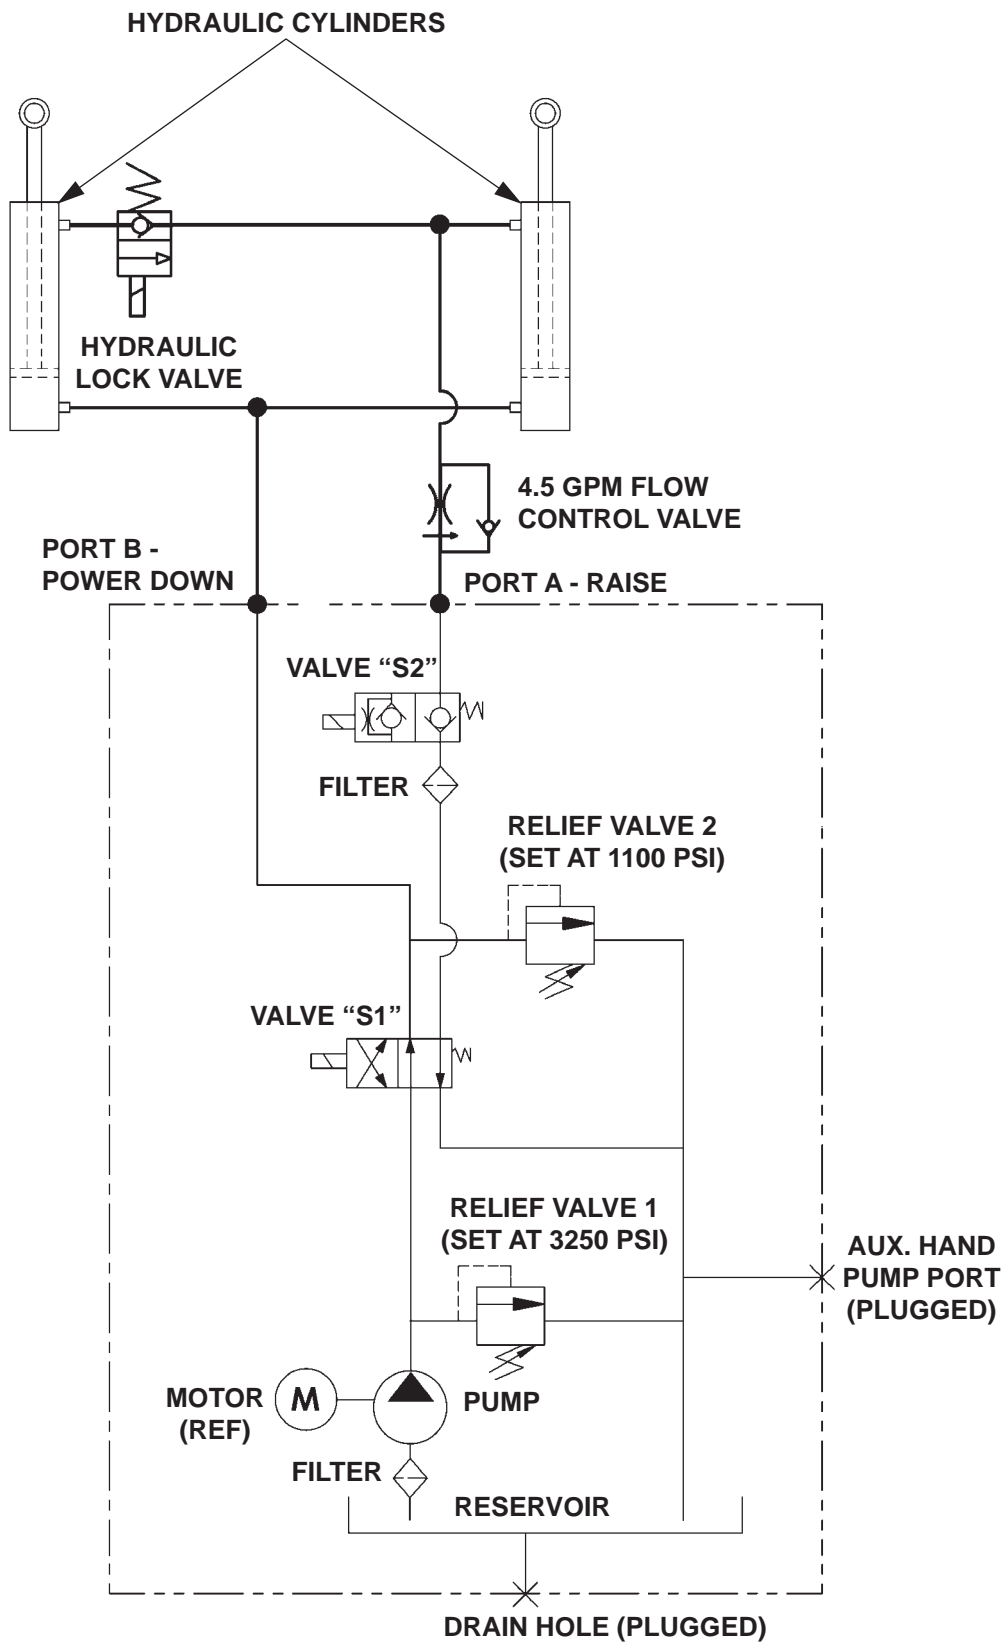 HYDRAULIC CYLINDERS
HYDRAULIC
LOCK VALVE
4.5 GPM FLOW
CONTROL VALVE
PORT B -
POWER DOWN
PORT A - RAISE
VALVE “S2”
FILTER
RELIEF VALVE 2
(SET AT 1100 PSI)
VALVE “S1”
RELIEF VALVE 1
(SET AT 3250 PSI)
AUX. HAND
PUMP PORT
(PLUGGED)
MOTOR
(REF)
M
PUMP
FILTER
RESERVOIR
DRAIN HOLE (PLUGGED)